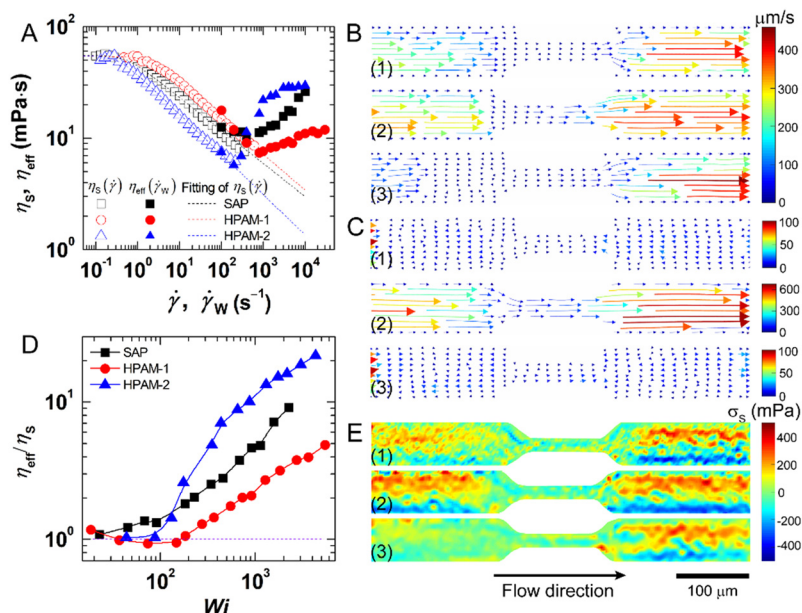 A
10²
10¹
10⁰
ηs, ηeff (mPa·s)
ηs(γ̇) ηeff(γ̇w) Fitting of ηs(γ̇)
SAP
HPAM-1
HPAM-2
10⁻¹ 10⁰ 10¹ 10² 10³ 10⁴
γ̇, γ̇w (s⁻¹)
B
(1)
(2)
(3)
μm/s
400
300
200
100
0
C
(1)
(2)
(3)
100
50
0
600
300
0
100
50
0
D
SAP
HPAM-1
HPAM-2
10¹
10⁰
ηeff/ηs
10² 10³
Wi
E
(1)
(2)
(3)
σs (mPa)
400
200
0
-200
-400
Flow direction
100 μm